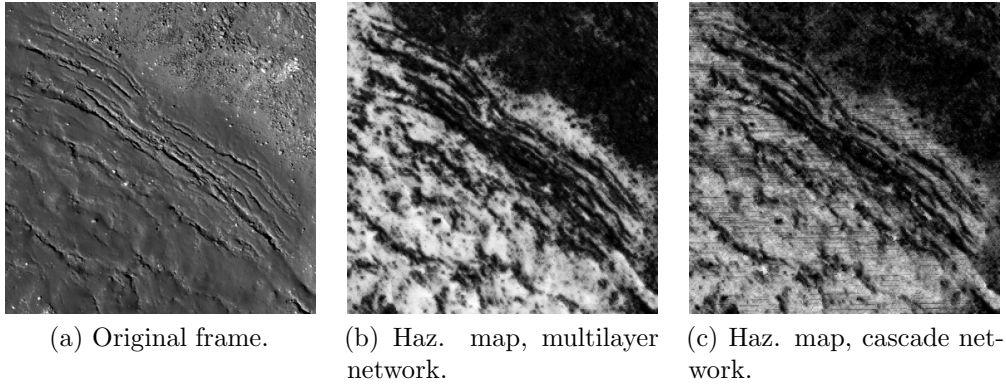 (a) Original frame.
(b) Haz. map, multilayer
network.
(c) Haz. map, cascade net-
work.